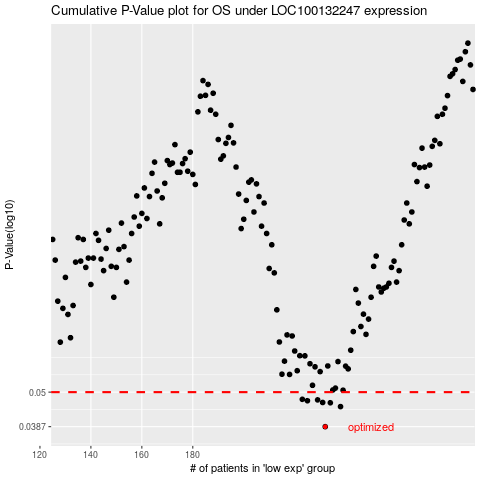 Cumulative P-Value plot for OS under LOC100132247 expression
P-Value(log10)
0.05
0.0387
optimized
120 140 160 180
# of patients in 'low exp' group